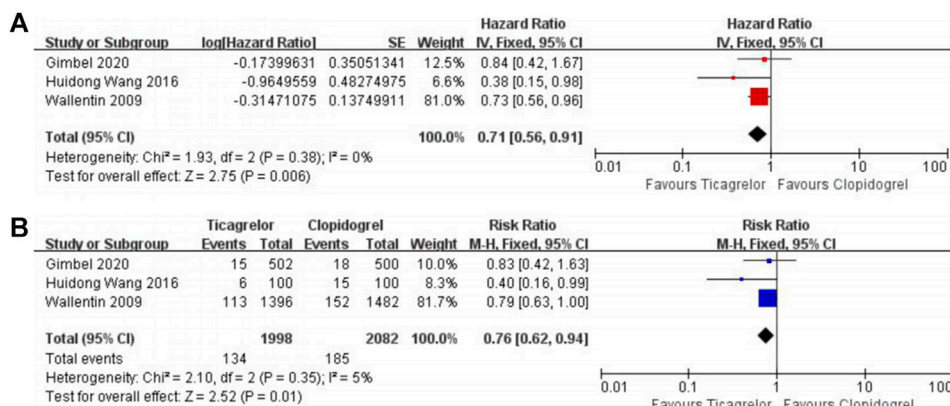 A
Hazard Ratio Hazard Ratio
Study or Subgroup log[Hazard Ratio] SE Weight IV, Fixed, 95% CI IV, Fixed, 95% CI
Gimbel 2020 -0.17399631 0.35051341 12.5% 0.84 [0.42, 1.67]
Huidong Wang 2016 -0.9649559 0.48274975 6.6% 0.38 [0.15, 0.98]
Wallentin 2009 -0.31471075 0.13749911 81.0% 0.73 [0.56, 0.96]
Total (95% CI) 100.0% 0.71 [0.56, 0.91]
Heterogeneity: Chi² = 1.93, df = 2 (P = 0.38); I² = 0%
Test for overall effect: Z = 2.75 (P = 0.006)
0.01 0.1 1 10 100
Favours Ticagrelor Favours Clopidogrel
B
Ticagrelor Clopidogrel Risk Ratio Risk Ratio
Study or Subgroup Events Total Events Total Weight M-H, Fixed, 95% CI M-H, Fixed, 95% CI
Gimbel 2020 15 502 18 500 10.0% 0.83 [0.42, 1.63]
Huidong Wang 2016 6 100 15 100 8.3% 0.40 [0.16, 0.99]
Wallentin 2009 113 1396 152 1482 81.7% 0.79 [0.63, 1.00]
Total (95% CI) 1998 2082 100.0% 0.76 [0.62, 0.94]
Total events 134 185
Heterogeneity: Chi² = 2.10, df = 2 (P = 0.35); I² = 5%
Test for overall effect: Z = 2.52 (P = 0.01)
0.01 0.1 1 10 100
Favours Ticagrelor Favours Clopidogrel